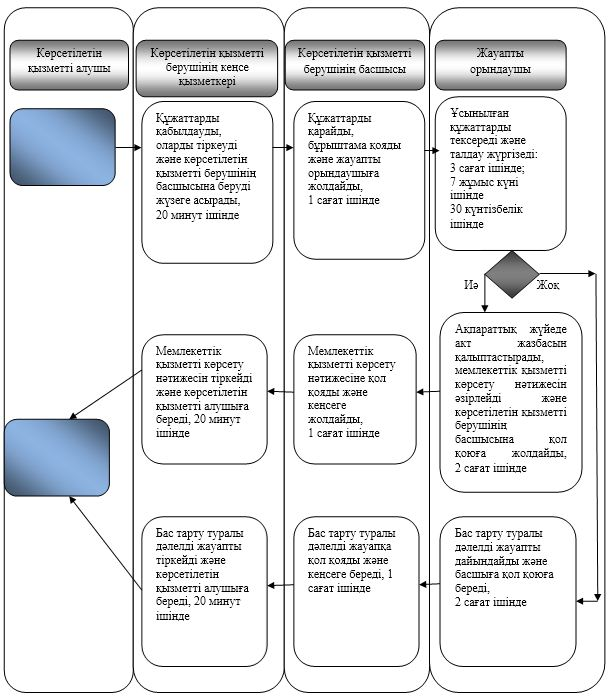 Көрсетілетін
қызметті алушы
Көрсетілетін қызметті
берушінің кеңсе
қызметкері
Көрсетілетін қызметті
берушінің басшысы
Жауапты
орындаушы
Құжаттарды
қабылдауды,
оларды тіркеуді
және көрсетілетін
қызметті берушінің
басшысына беруді
жүзеге асырады,
20 минут ішінде
Құжаттарды
қарайды,
бұрыштама қояды
және жауапты
орындаушыға
жолдайды,
1 сағат ішінде
Ұсынылған
құжаттарды
тексереді және
талдау жүргізеді:
3 сағат ішінде;
7 жұмыс күні
ішінде
30 күнтізбелік
ішінде
Иә
Жоқ
Мемлекеттік
қызметті көрсету
нәтижесін тіркейді
және көрсетілетін
қызметті алушыға
береді, 20 минут
ішінде
Мемлекеттік
қызметті көрсету
нәтижесіне қол
қояды және
кеңсеге
жолдайды,
1 сағат ішінде
Ақпараттық жүйеде
акт жазбасын
қалыптастырады,
мемлекеттік қызметті
көрсету нәтижесін
әзірлейді және
көрсетілетін қызметті
берушінің
басшысына қол
қоюға жолдайды,
2 сағат ішінде
Бас тарту туралы
дәлелді жауапты
тіркейді және
көрсетілетін
қызметті алушыға
береді, 20 минут
ішінде
Бас тарту туралы
дәлелді жауапқа
қол қояды және
кеңсеге береді, 1
сағат ішінде
Бас тарту туралы
дәлелді жауапты
дайындайды және
басшыға қол қоюға
береді,
2 сағат ішінде